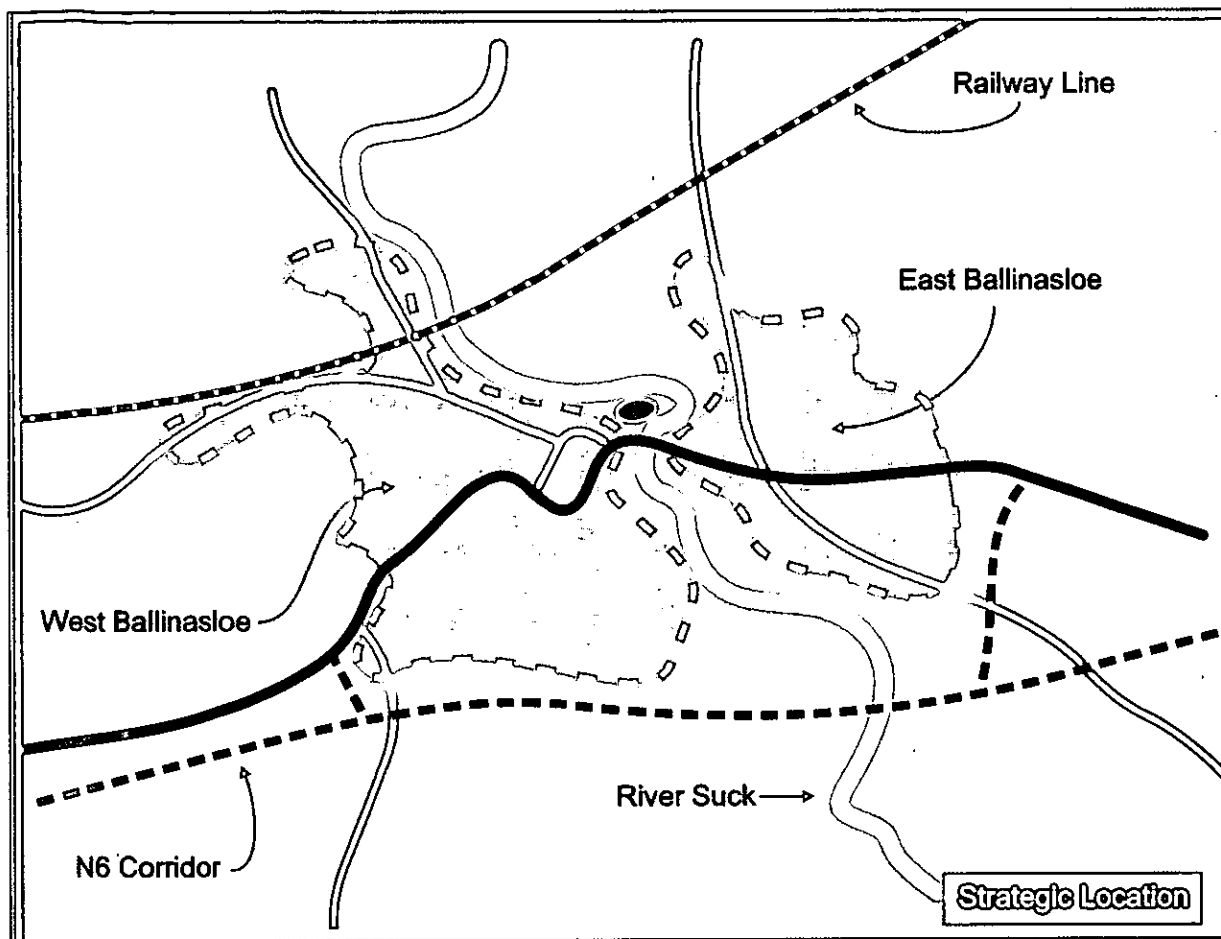 Railway Line
East Ballinasloe
West Ballinasloe
River Suck
N6 Corridor
Strategic Location